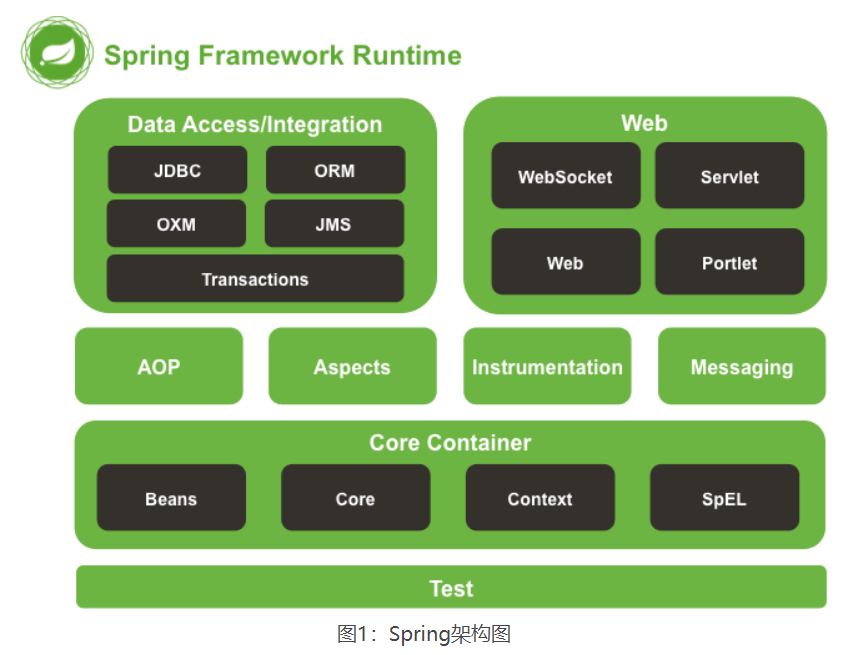 Spring Framework Runtime
Data Access/Integration
JDBC
ORM
OXM
JMS
Transactions
Web
WebSocket
Servlet
Web
Portlet
AOP
Aspects
Instrumentation
Messaging
Core Container
Beans
Core
Context
SpEL
Test
图1：Spring架构图